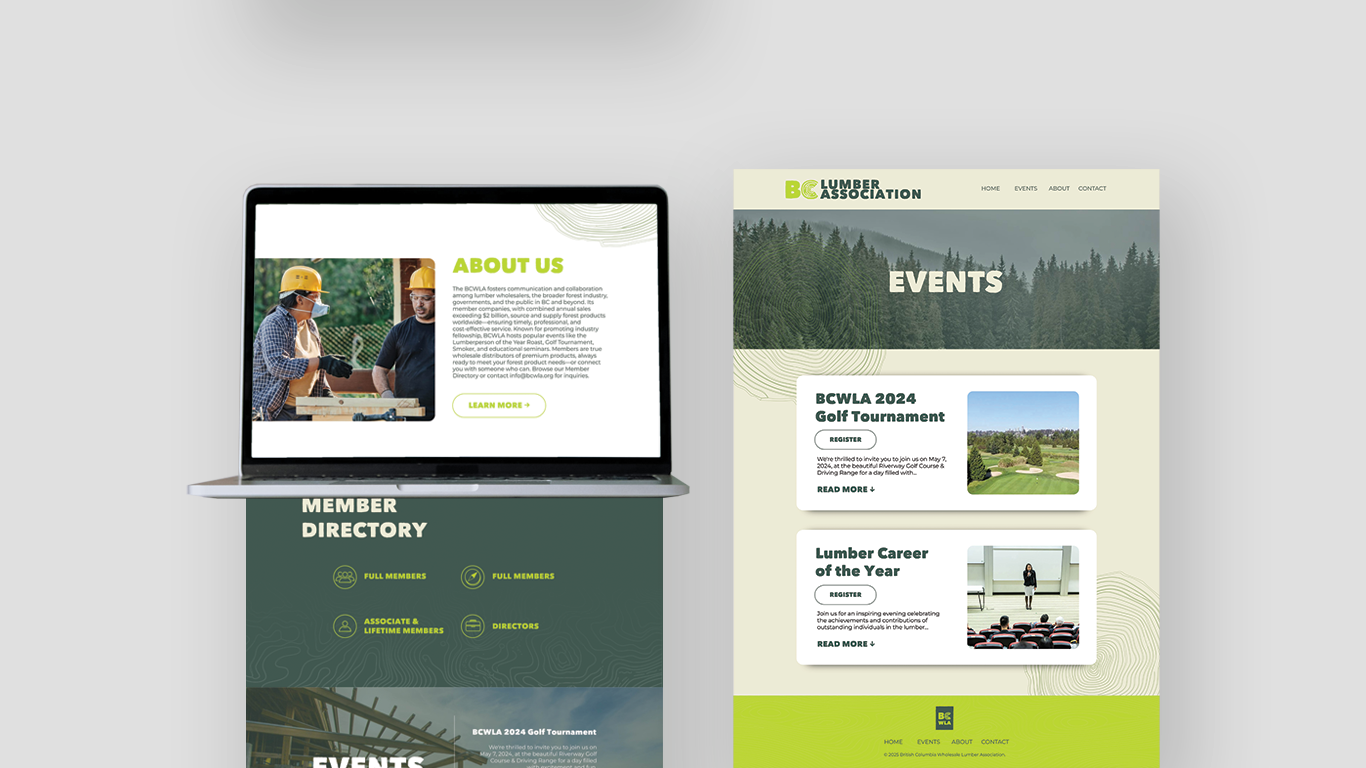 ABOUT US
The BCWLA fosters communication and collaboration
among lumber wholesalers, the broader forest industry,
governments, and the public in BC and beyond. Its
member companies, with combined annual sales
exceeding $2 billion, source and supply forest products
worldwide—ensuring timely, professional, and
cost-effective service. Known for promoting industry
fellowship, BCWLA hosts popular events like the
Lumberperson of the Year Roast, Golf Tournament,
Smoker, and educational seminars. Members are true
wholesale distributors of premium products, always
ready to meet your forest product needs—or connect
you with someone who can. Browse our Member
Directory or contact info@bcwla.org for inquiries.
LEARN MORE →
MEMBER
DIRECTORY
FULL MEMBERS
FULL MEMBERS
ASSOCIATE &
LIFETIME MEMBERS
DIRECTORS
EVENTS
BCWLA 2024 Golf Tournament
We're thrilled to invite you to join us on
May 7, 2024, at the beautiful Riverway Golf
Course & Driving Range for a day filled
with excitement and fun.
BC LUMBER
ASSOCIATION
HOME EVENTS ABOUT CONTACT
EVENTS
BCWLA 2024
Golf Tournament
REGISTER
We're thrilled to invite you to join us on May 7,
2024, at the beautiful Riverway Golf Course &
Driving Range for a day filled with...
READ MORE ↓
Lumber Career
of the Year
REGISTER
Join us for an inspiring evening celebrating
the achievements and contributions of
outstanding individuals in the lumber...
READ MORE ↓
BC
WLA
HOME EVENTS ABOUT CONTACT
© 2025 British Columbia Wholesale Lumber Association.